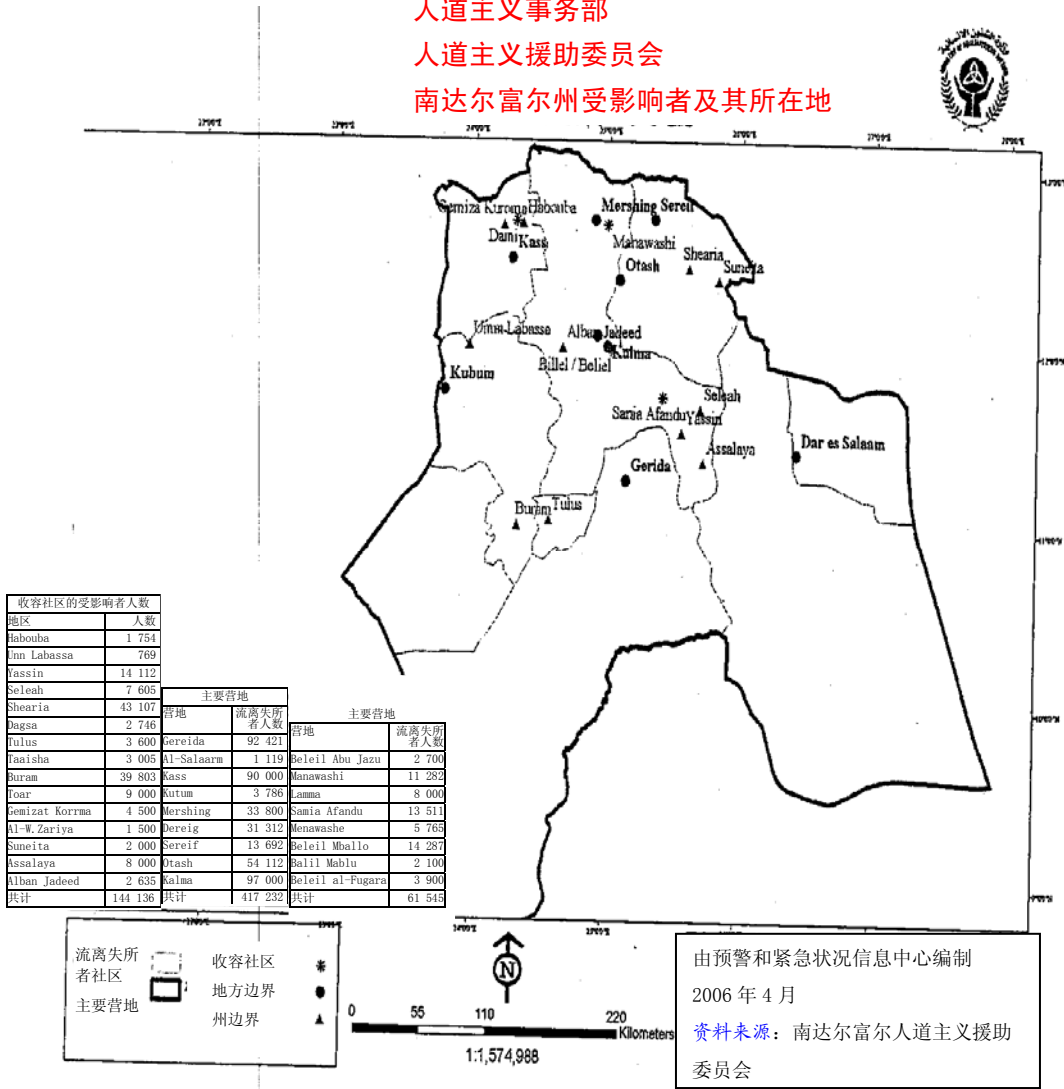 人道主义事务部
人道主义援助委员会
南达尔富尔州受影响者及其所在地
Gemiza Kuroma Habouba
Mershing Sereif
Manawashi
Kass
Shearia
Otash
Suneita
Umm Labassa
Alban Jadeed
Kalma
Billel / Beliel
Kubum
Seleah
Sania Afandu Yassin
Assalaya
Dar es Salaam
Gerida
Buram Tulus
收容社区的受影响者人数
地区 人数
Habouba 1 754
Unn Labassa 769
Yassin 14 112
Seleah 7 605
Shearia 43 107
Dagsa 2 746
Tulus 3 600
Taaisha 3 005
Buram 39 803
Toar 9 000
Gemizat Korrma 4 500
Al-W.Zariya 1 500
Suneita 2 000
Assalaya 8 000
Alban Jadeed 2 635
共计 144 136
主要营地
营地 流离失所
者人数
Gereida 92 421
Al-Salaarm 1 119
Kass 90 000
Kutum 3 786
Mershing 33 800
Dereig 31 312
Sereif 13 692
Otash 54 112
Kalma 97 000
共计 417 232
主要营地
营地 流离失所
者人数
Beleil Abu Jazu 2 700
Manawashi 11 282
Lamma 8 000
Samia Afandu 13 511
Menawashe 5 765
Beleil Mballo 14 287
Balil Mablu 2 100
Beleil al-Fugara 3 900
共计 61 545
流离失所
者社区
主要营地
收容社区
地方边界
州边界
N
0 55 110 220
Kilometers
1:1,574,988
由预警和紧急状况信息中心编制
2006 年 4 月
资料来源：南达尔富尔人道主义援助
委员会